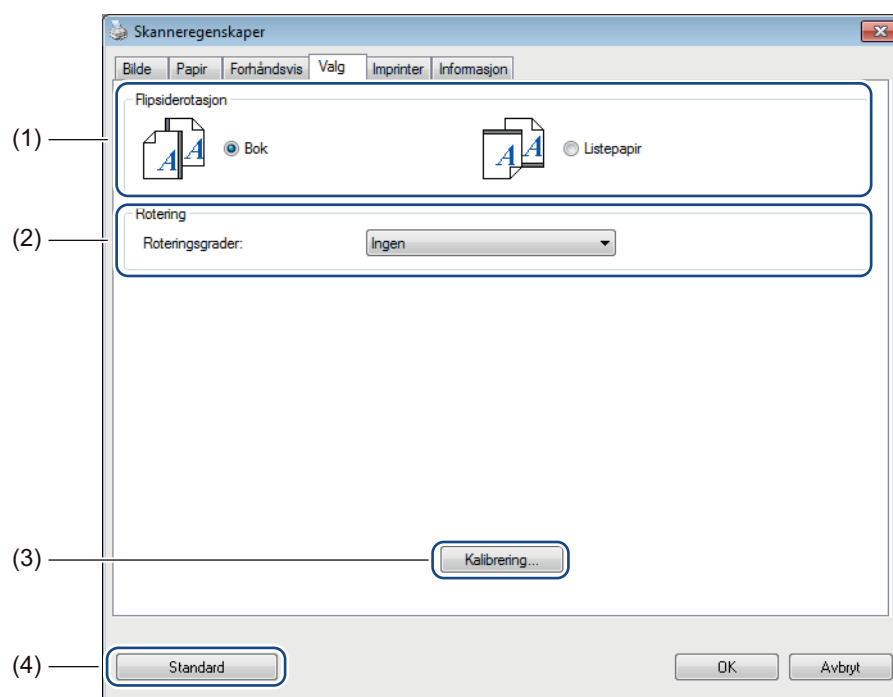 Skanneregenskaper
Bilde Papir Forhåndsvis Valg Imprinter Informasjon
Flipsiderotasjon
(1)
A A Bok A A Listepapir
Rotering
(2)
Roteringsgrader: Ingen
(3) Kalibrering...
(4) Standard OK Avbryt